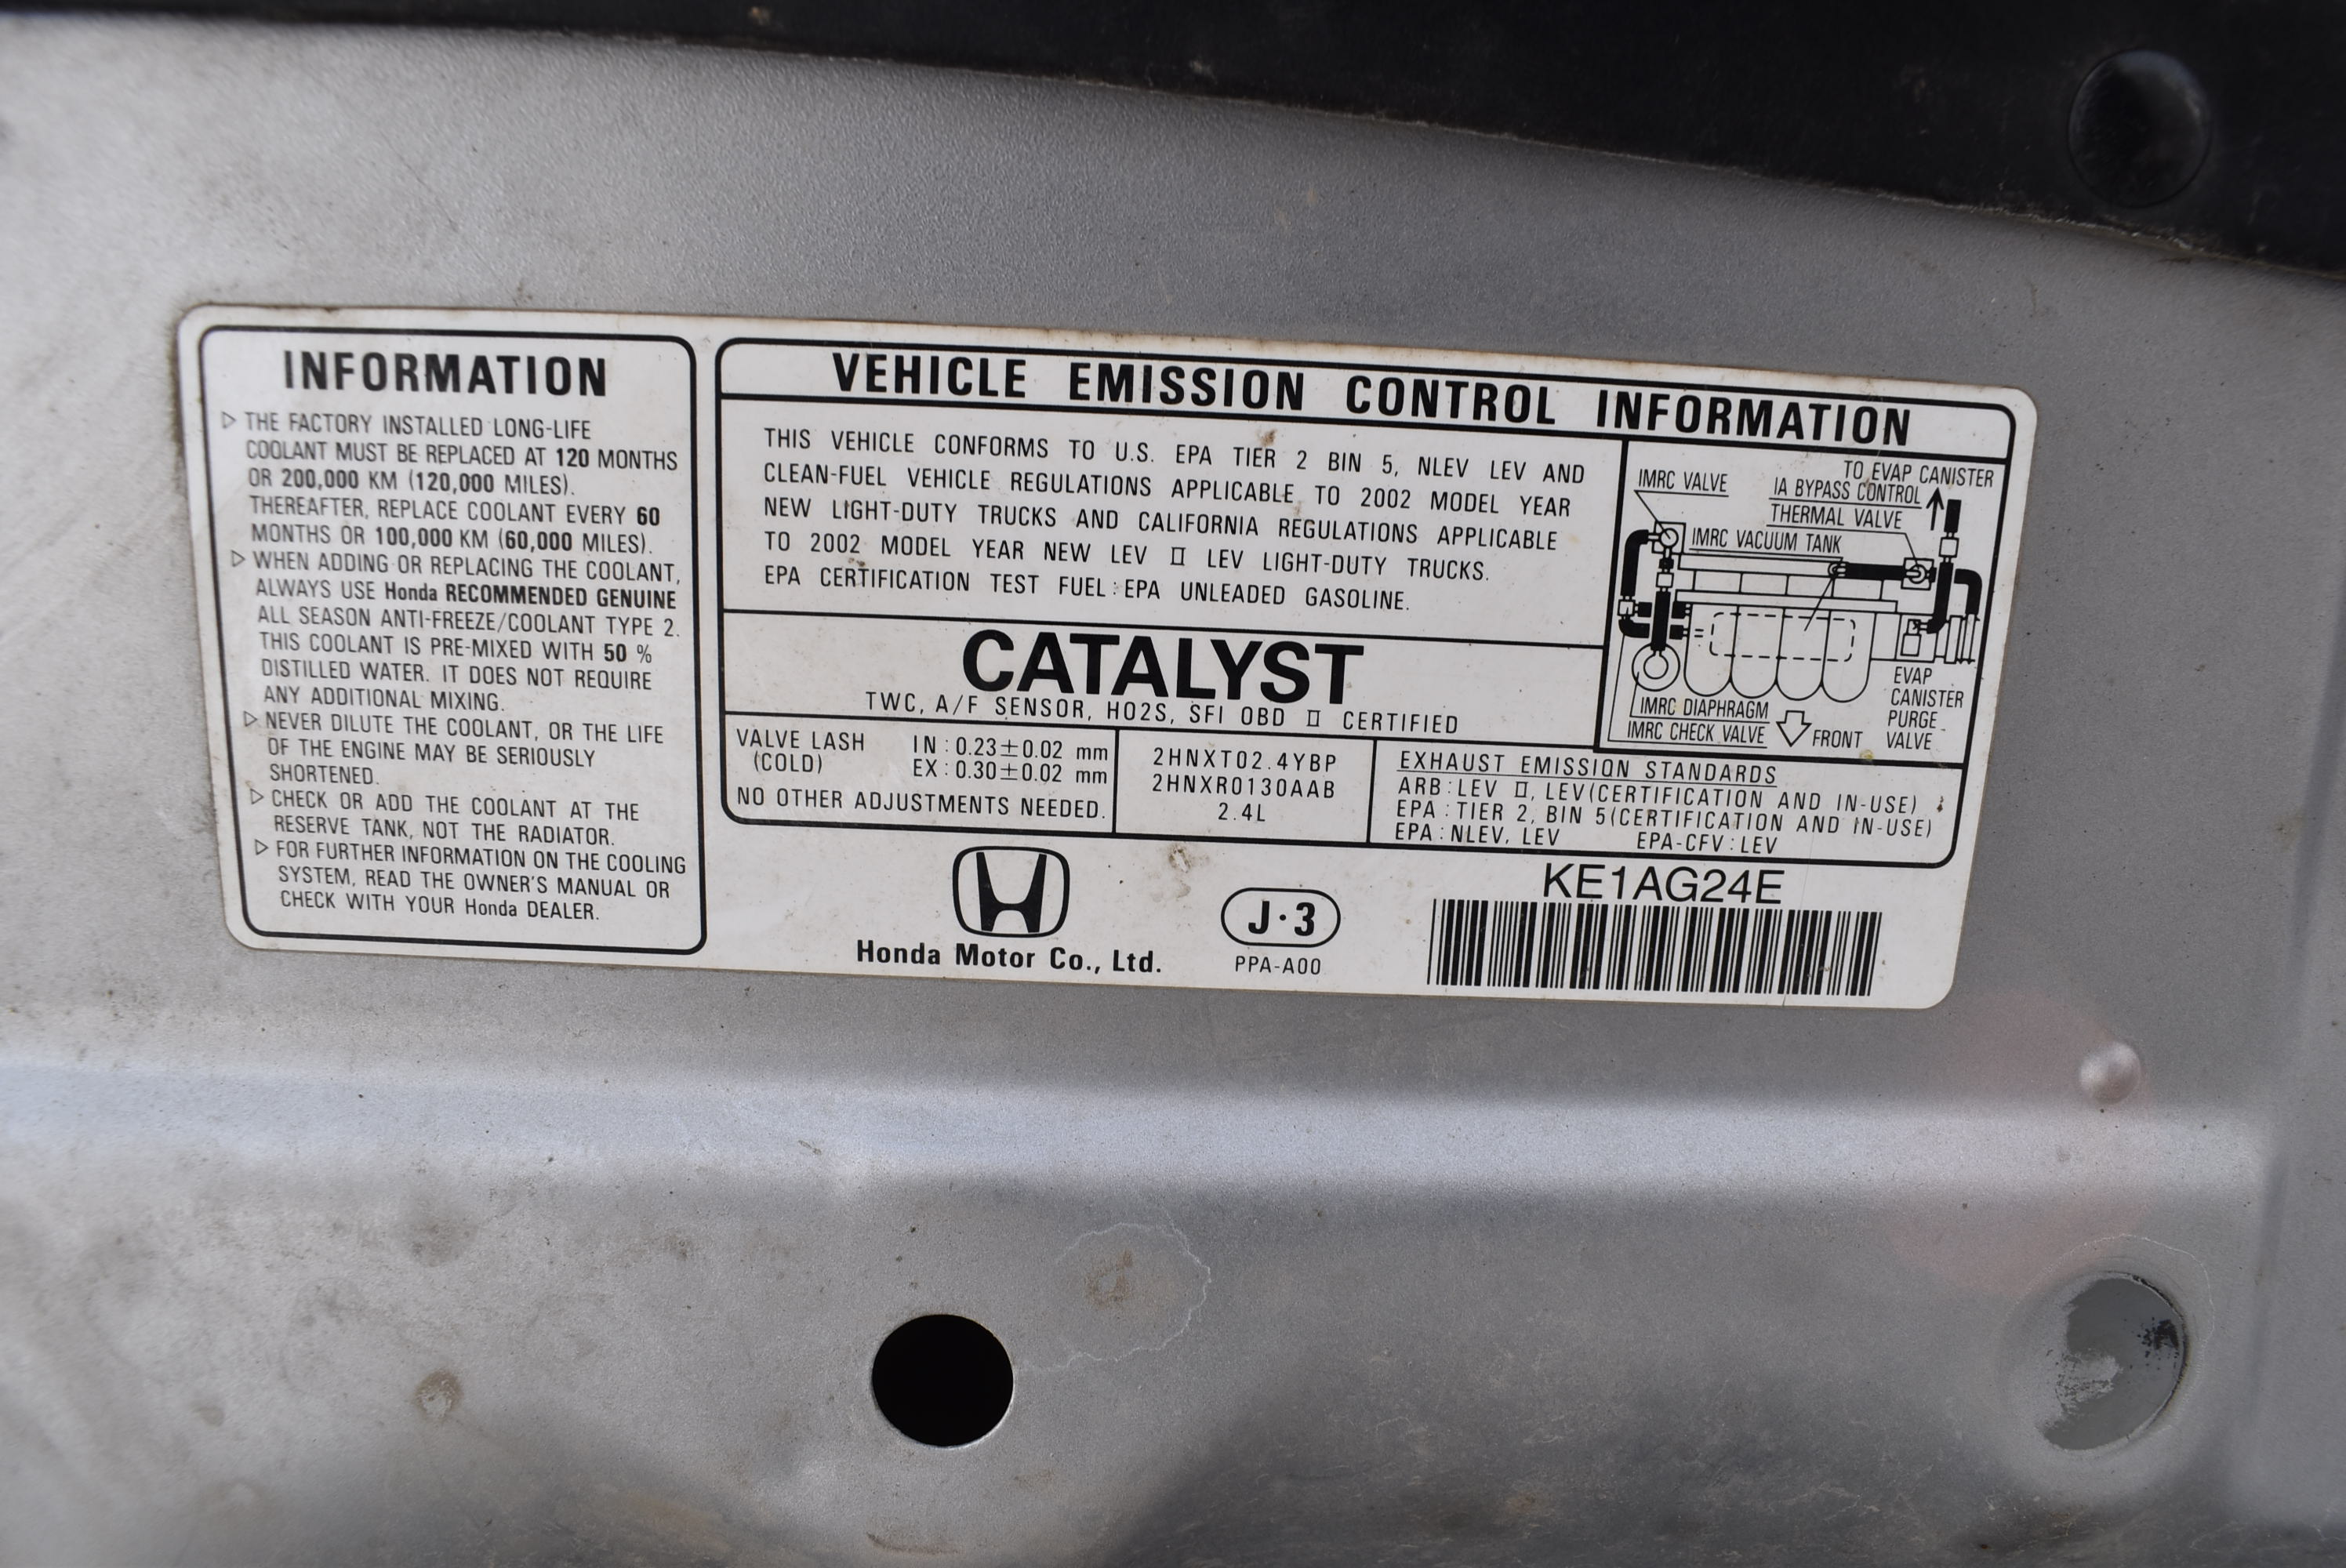 INFORMATION
▷ THE FACTORY INSTALLED LONG-LIFE
COOLANT MUST BE REPLACED AT 120 MONTHS
OR 200,000 KM (120,000 MILES).
THEREAFTER, REPLACE COOLANT EVERY 60
MONTHS OR 100,000 KM (60,000 MILES).
▷ WHEN ADDING OR REPLACING THE COOLANT,
ALWAYS USE Honda RECOMMENDED GENUINE
ALL SEASON ANTI-FREEZE/COOLANT TYPE 2.
THIS COOLANT IS PRE-MIXED WITH 50 %
DISTILLED WATER. IT DOES NOT REQUIRE
ANY ADDITIONAL MIXING.
▷ NEVER DILUTE THE COOLANT, OR THE LIFE
OF THE ENGINE MAY BE SERIOUSLY
SHORTENED.
▷ CHECK OR ADD THE COOLANT AT THE
RESERVE TANK, NOT THE RADIATOR.
▷ FOR FURTHER INFORMATION ON THE COOLING
SYSTEM, READ THE OWNER'S MANUAL OR
CHECK WITH YOUR Honda DEALER.
VEHICLE EMISSION CONTROL INFORMATION
THIS VEHICLE CONFORMS TO U.S. EPA TIER 2 BIN 5, NLEV LEV AND
CLEAN-FUEL VEHICLE REGULATIONS APPLICABLE TO 2002 MODEL YEAR
NEW LIGHT-DUTY TRUCKS AND CALIFORNIA REGULATIONS APPLICABLE
TO 2002 MODEL YEAR NEW LEV II LEV LIGHT-DUTY TRUCKS.
EPA CERTIFICATION TEST FUEL:EPA UNLEADED GASOLINE.
CATALYST
TWC, A/F SENSOR, HO2S, SFI OBD II CERTIFIED
TO EVAP CANISTER
IMRC VALVE
IA BYPASS CONTROL
THERMAL VALVE
IMRC VACUUM TANK
EVAP
CANISTER
PURGE
VALVE
IMRC DIAPHRAGM
IMRC CHECK VALVE
FRONT
VALVE LASH IN : 0.23±0.02 mm
(COLD) EX : 0.30±0.02 mm
NO OTHER ADJUSTMENTS NEEDED.
2HNXT02.4YBP
2HNXR0130AAB
2.4L
EXHAUST EMISSION STANDARDS
ARB:LEV II, LEV(CERTIFICATION AND IN-USE)
EPA:TIER 2, BIN 5(CERTIFICATION AND IN-USE)
EPA:NLEV, LEV EPA-CFV:LEV
Honda Motor Co., Ltd.
J·3
PPA-A00
KE1AG24E